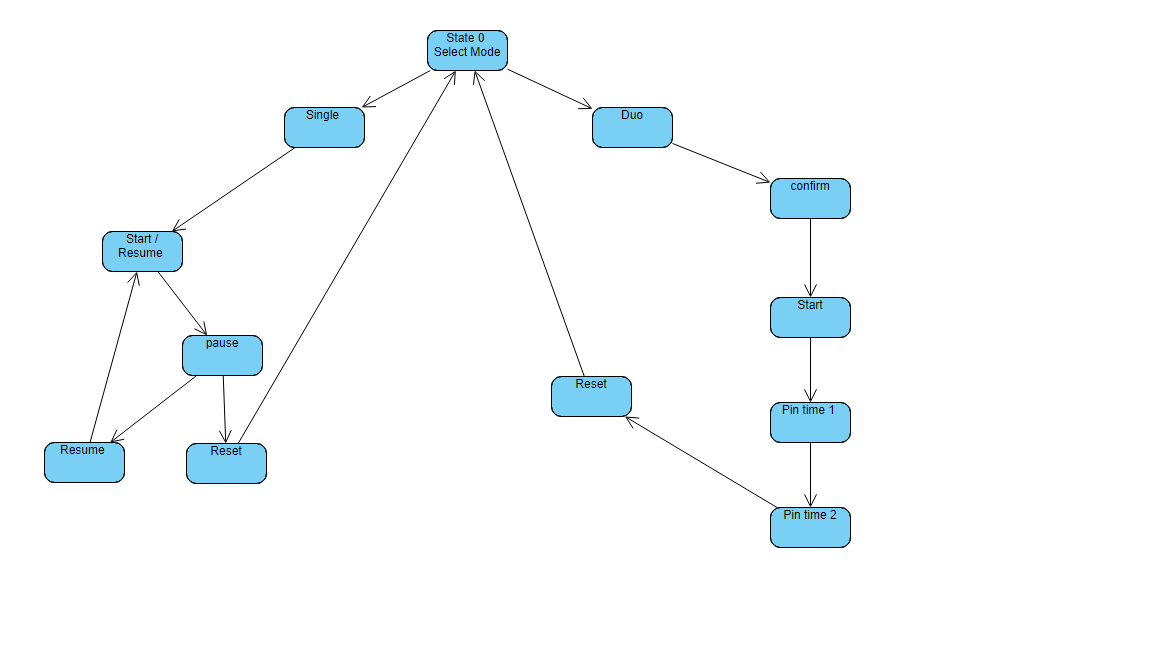 State 0
Select Mode
Single
Duo
confirm
Start /
Resume
Start
pause
Reset
Pin time 1
Resume
Reset
Pin time 2